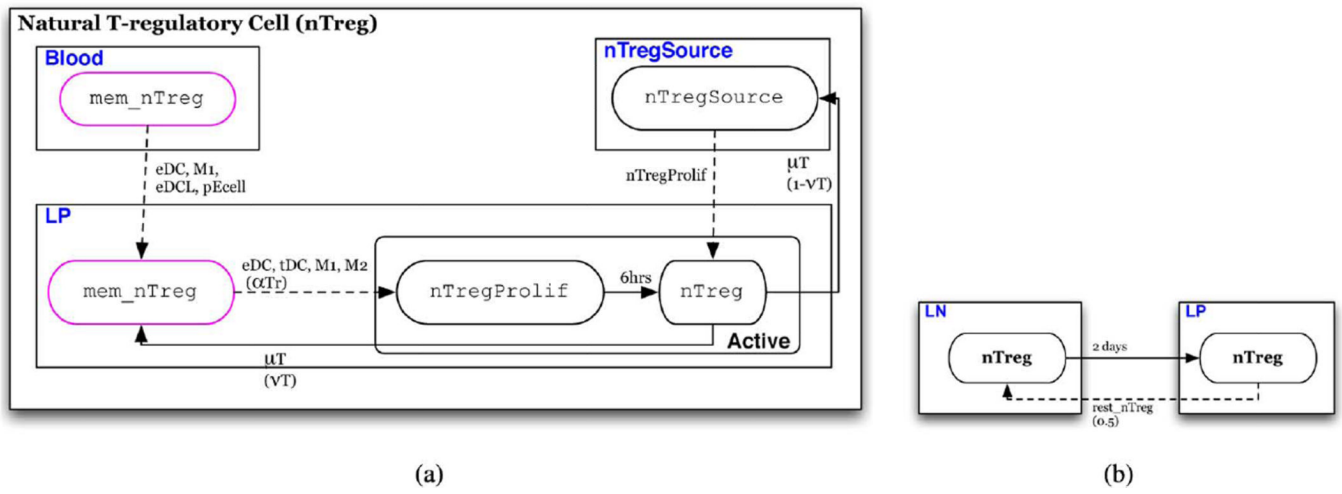 Natural T-regulatory Cell (nTreg)
Blood
mem_nTreg
nTregSource
nTregSource
eDC, M1,
eDCL, pEcell
nTregProlif
μT
(1-νT)
LP
mem_nTreg
eDC, tDC, M1, M2
(αTr)
nTregProlif
6hrs
nTreg
Active
μT
(νT)
LN
nTreg
2 days
LP
nTreg
rest_nTreg
(0.5)
(a)
(b)